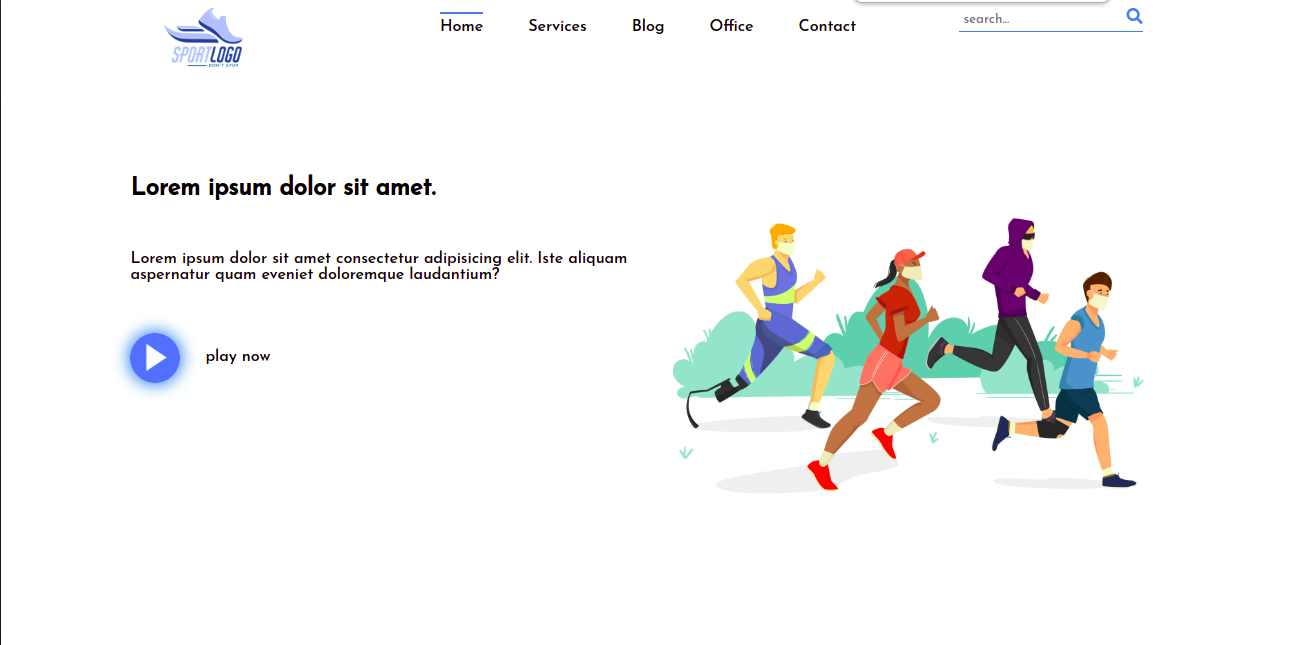 SPORTLOGO
DON'T STOP
Home Services Blog Office Contact
search...
Lorem ipsum dolor sit amet.
Lorem ipsum dolor sit amet consectetur adipisicing elit. Iste aliquam
aspernatur quam eveniet doloremque laudantium?
play now